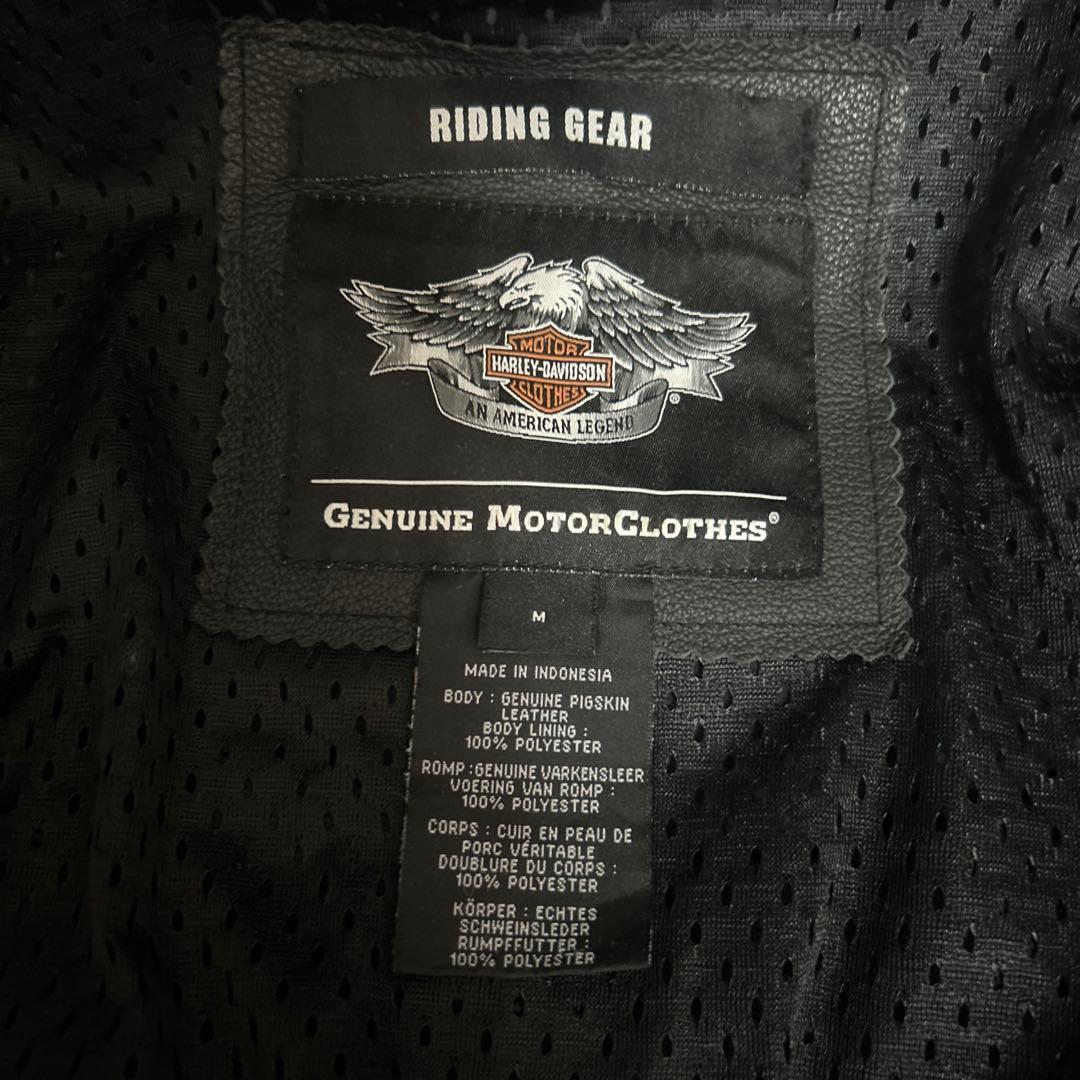 RIDING GEAR
MOTOR
HARLEY-DAVIDSON
CLOTHES
AN AMERICAN LEGEND
®
GENUINE MOTORCLOTHES®
M
MADE IN INDONESIA
BODY : GENUINE PIGSKIN
LEATHER
BODY LINING :
100% POLYESTER
ROMP :GENUINE VARKENSLEER
VOERING VAN ROMP :
100% POLYESTER
CORPS : CUIR EN PEAU DE
PORC VÉRITABLE
DOUBLURE DU CORPS :
100% POLYESTER
KÖRPER : ECHTES
SCHWEINSLEDER
RUMPFFUTTER :
100% POLYESTER